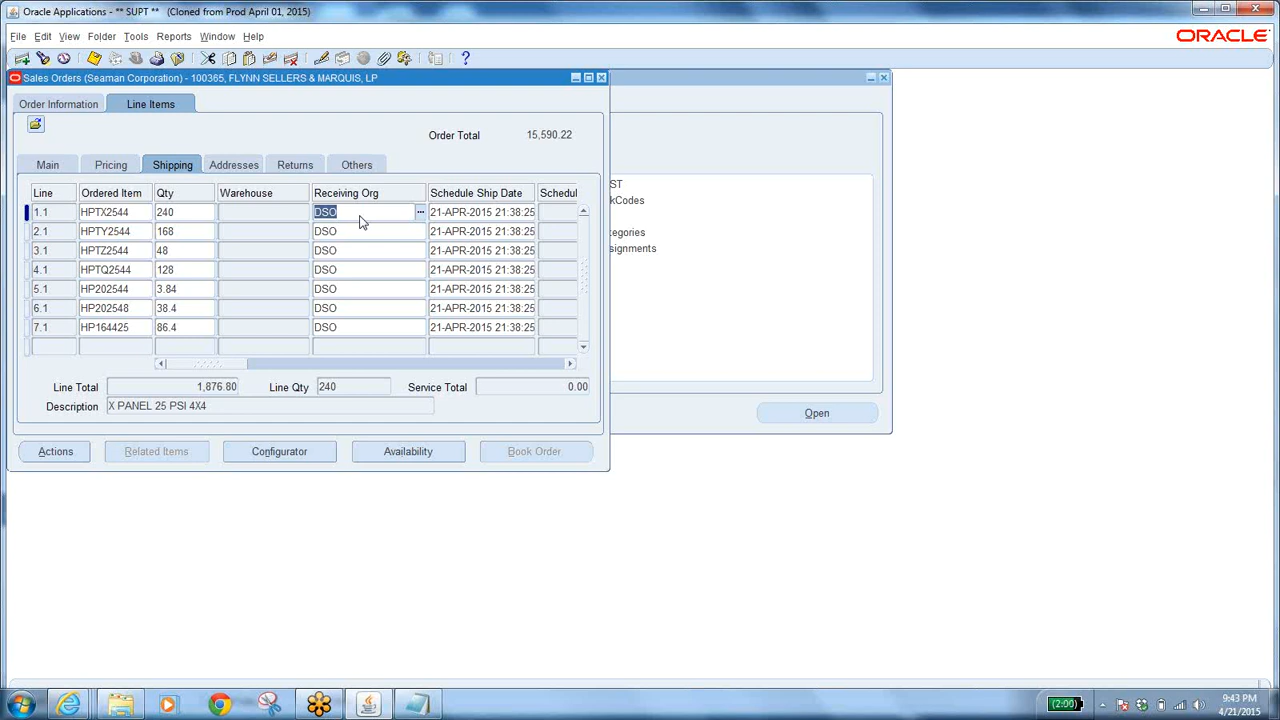 Oracle Applications - ** SUPT ** (Cloned from Prod April 01, 2015)
File Edit View Folder Tools Reports Window Help
ORACLE
Sales Orders (Seaman Corporation) - 100365, FLYNN SELLERS & MARQUIS, LP
Order Information Line Items
Order Total 15,590.22
Main Pricing Shipping Addresses Returns Others
Line Ordered Item Qty Warehouse Receiving Org Schedule Ship Date Schedul
1.1 HPTX2544 240 DSO 21-APR-2015 21:38:25
2.1 HPTY2544 168 DSO 21-APR-2015 21:38:25
3.1 HPTZ2544 48 DSO 21-APR-2015 21:38:25
4.1 HPTQ2544 128 DSO 21-APR-2015 21:38:25
5.1 HP202544 3.84 DSO 21-APR-2015 21:38:25
6.1 HP202548 38.4 DSO 21-APR-2015 21:38:25
7.1 HP164425 86.4 DSO 21-APR-2015 21:38:25
Line Total 1,876.80 Line Qty 240 Service Total 0.00
Description X PANEL 25 PSI 4X4
Actions Related Items Configurator Availability Book Order
ST
kCodes
egories
signments
Open
(2:00)
9:43 PM
4/21/2015